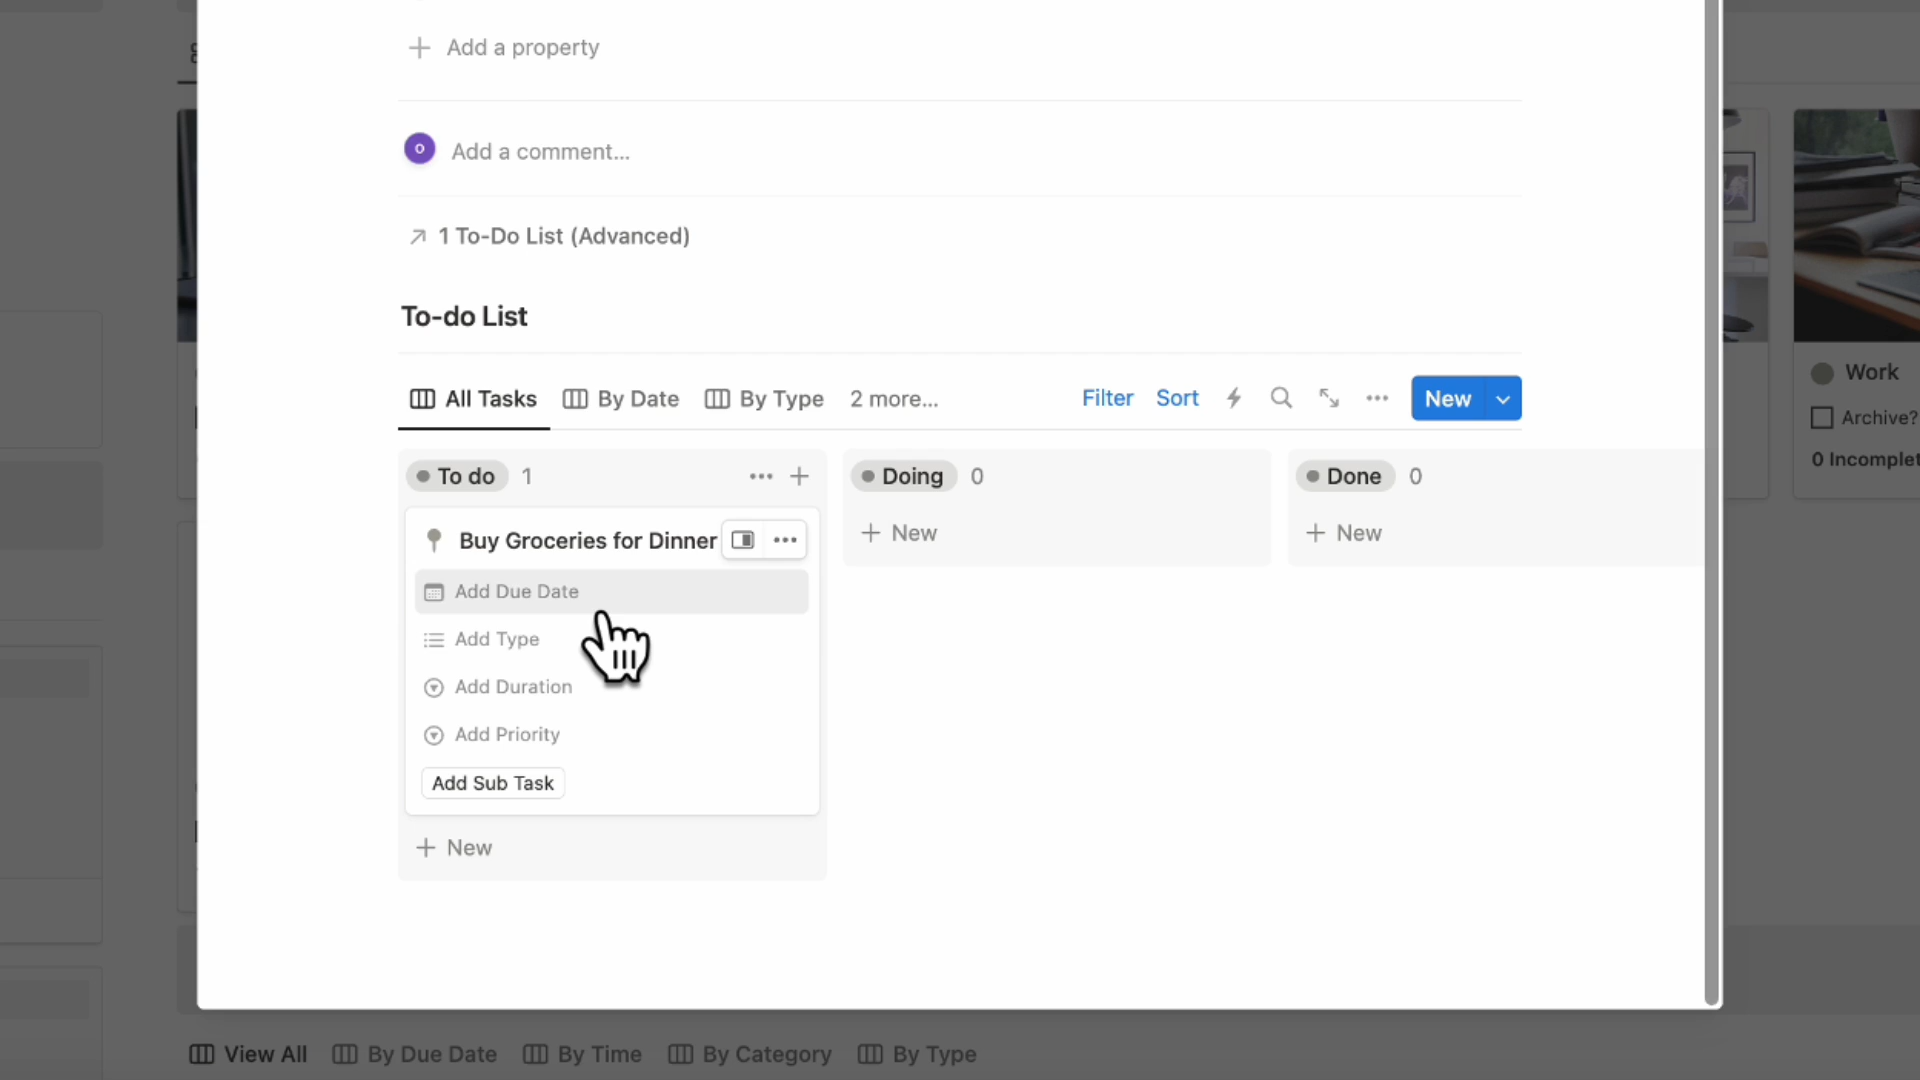 Add a property
O
Add a comment...
1 To-Do List (Advanced)
To-do List
All Tasks By Date By Type 2 more... Filter Sort New
To do 1 Doing 0 Done 0
Buy Groceries for Dinner
New New
Add Due Date
Add Type
Add Duration
Add Priority
Add Sub Task
New
Work
Archive?
0 Incomplet
View All By Due Date By Time By Category By Type